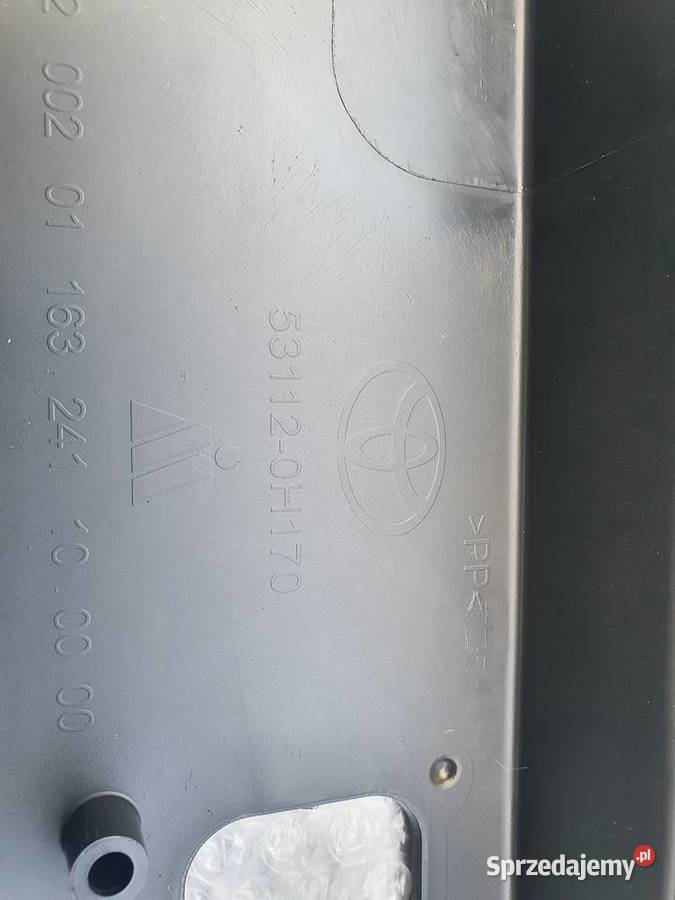 >PP<
53112-0H170
2 002 01 163.241 10.00 00
Sprzedajemy.pl